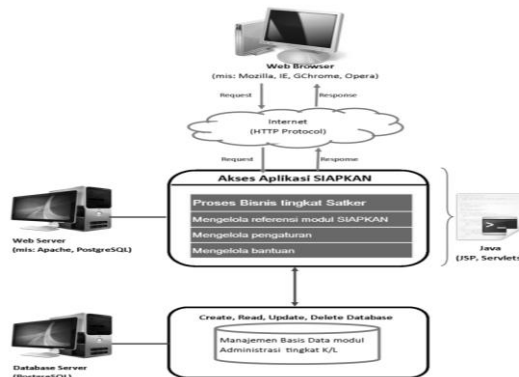 Web Browser
(mis: Mozilla, IE, GChrome, Opera)
Request
Response
Internet
(HTTP Protocol)
Request
Response
Akses Aplikasi SIAPKAN
Proses Bisnis tingkat Satker
Mengelola referensi modul SIAPKAN
Mengelola pengaturan
Mengelola bantuan
Web Server
(mis: Apache, PostgreSQL)
Java
(JSP, Servlets)
Create, Read, Update, Delete Database
Manajemen Basis Data modul
Administrasi tingkat K/L
Database Server
(PostgreSQL)